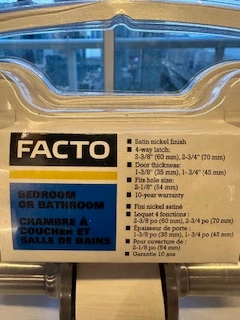 FACTO
BEDROOM
OR BATHROOM
CHAMBRE À
COUCHER ET
SALLE DE BAINS
■ Satin nickel finish
■ 4-way latch:
2-3/8" (60 mm), 2-3/4" (70 mm)
■ Door thickness:
1-3/8" (35 mm), 1-3/4" (45 mm)
■ Fits hole size:
2-1/8" (54 mm)
■ 10-year warranty
■ Fini nickel satiné
■ Loquet 4 fonctions :
2-3/8 po (60 mm), 2-3/4 po (70 mm)
■ Épaisseur de porte :
1-3/8 po (35 mm), 1-3/4 po (45 mm)
■ Pour ouverture de :
2-1/8 po (54 mm)
■ Garantie 10 ans